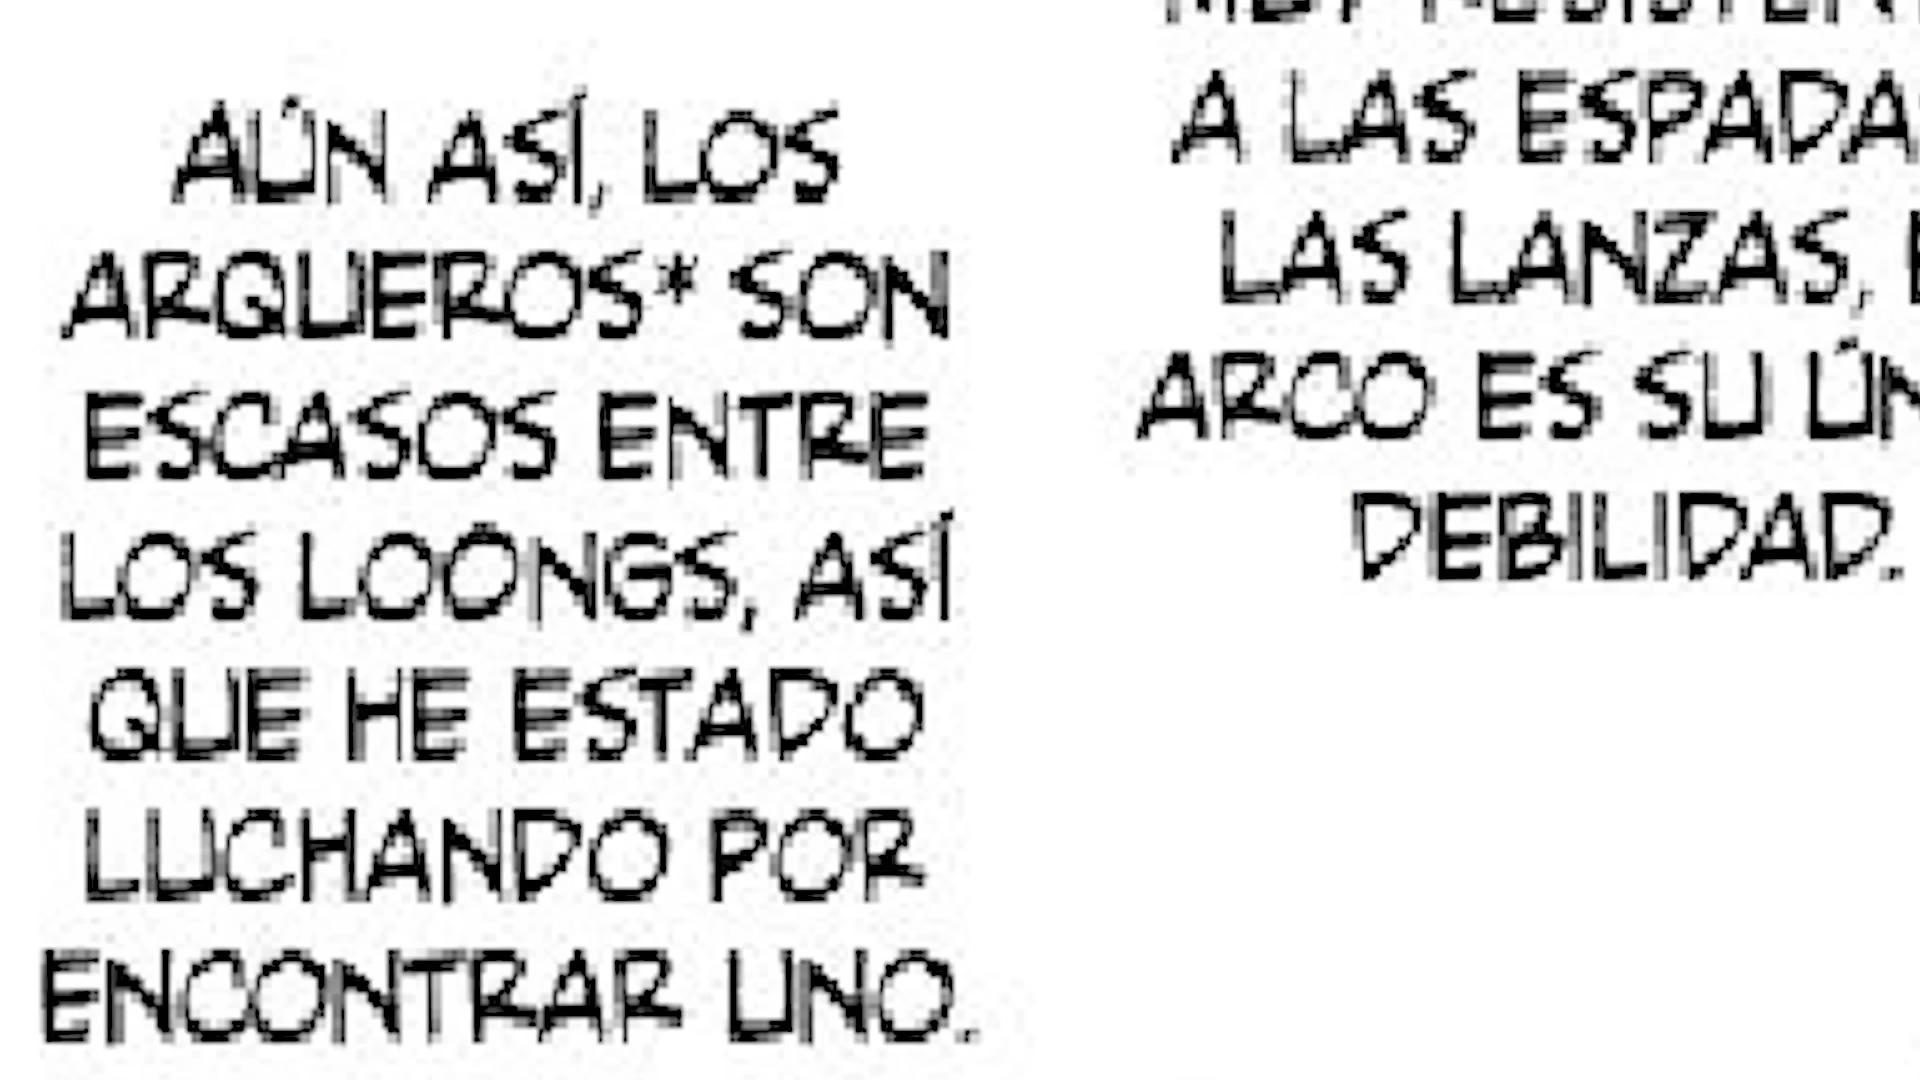 AÚN ASÍ, LOS
ARQUEROS* SON
ESCASOS ENTRE
LOS LOONGS, ASÍ
QUE HE ESTADO
LUCHANDO POR
ENCONTRAR UNO.
A LAS
LAS LANZAS,
ARCO ES SU
DEBILIDAD.